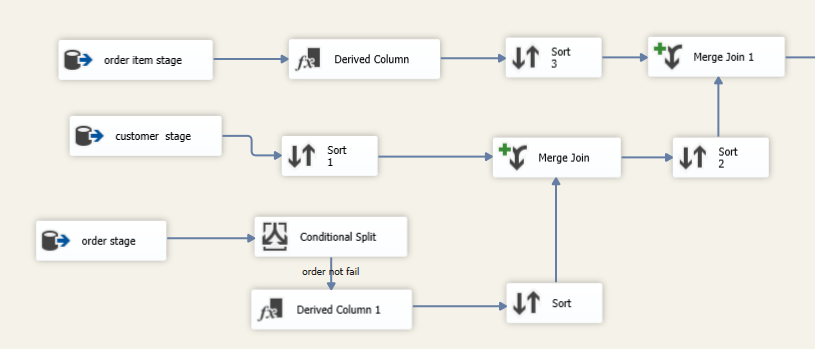 order item stage
Derived Column
Sort
3
Merge Join 1
customer stage
Sort
1
Merge Join
Sort
2
order stage
Conditional Split
order not fail
Derived Column 1
Sort